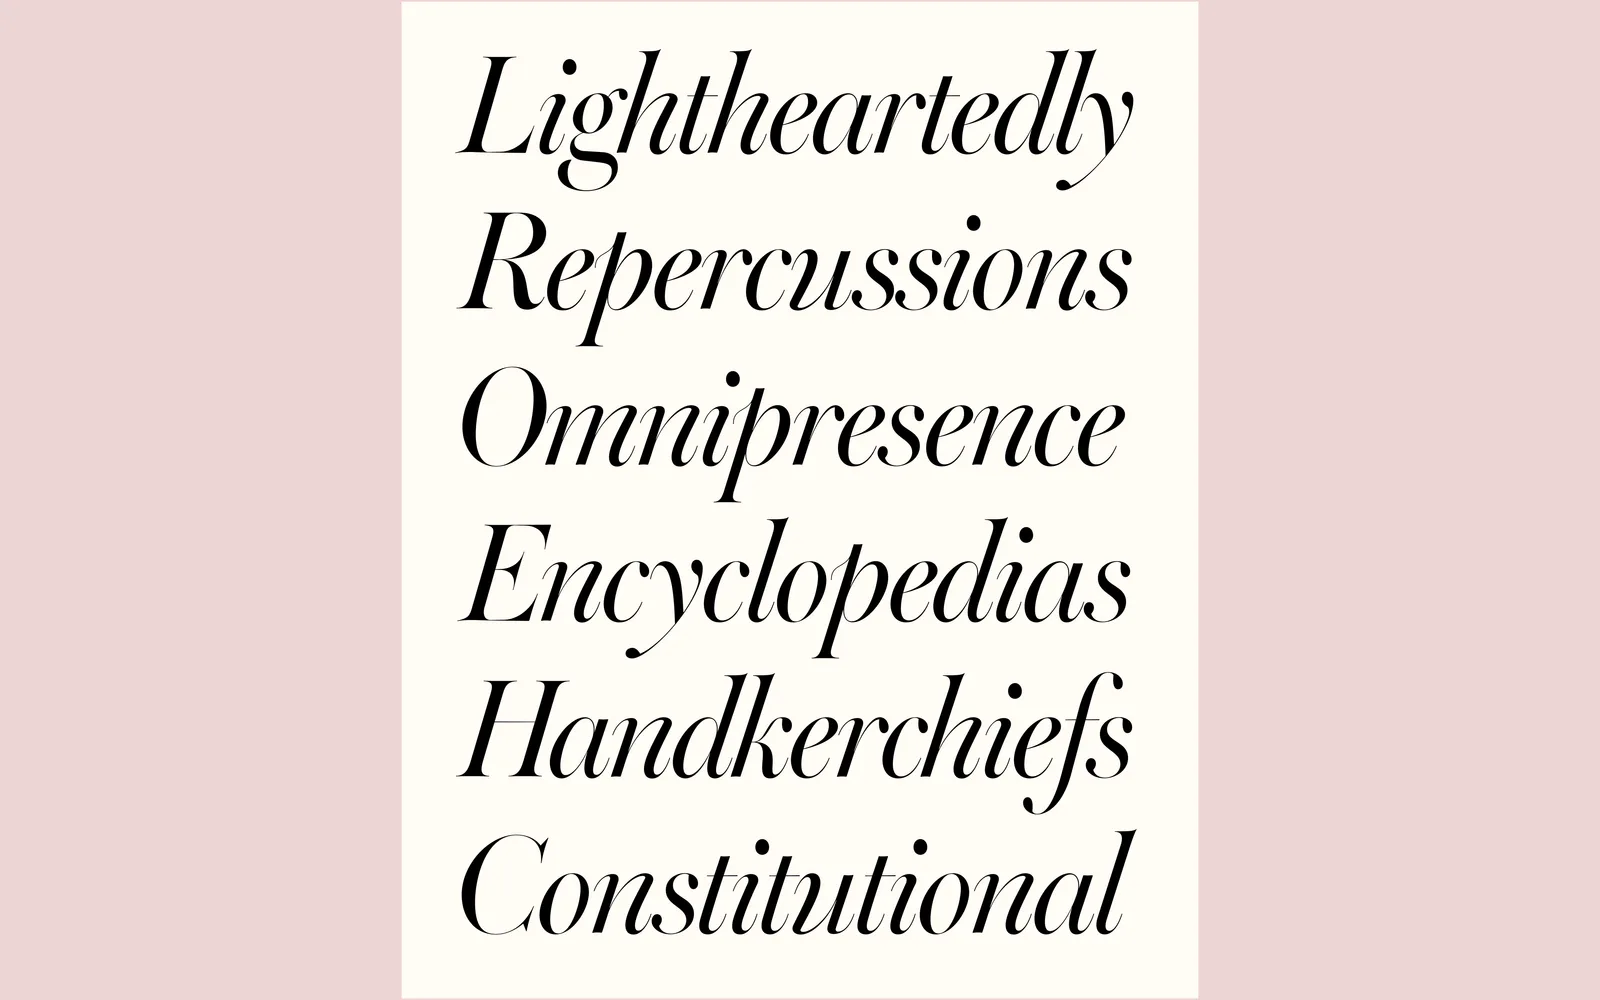 Lightheartedly
Repercussions
Omnipresence
Encyclopedias
Handkerchiefs
Constitutional